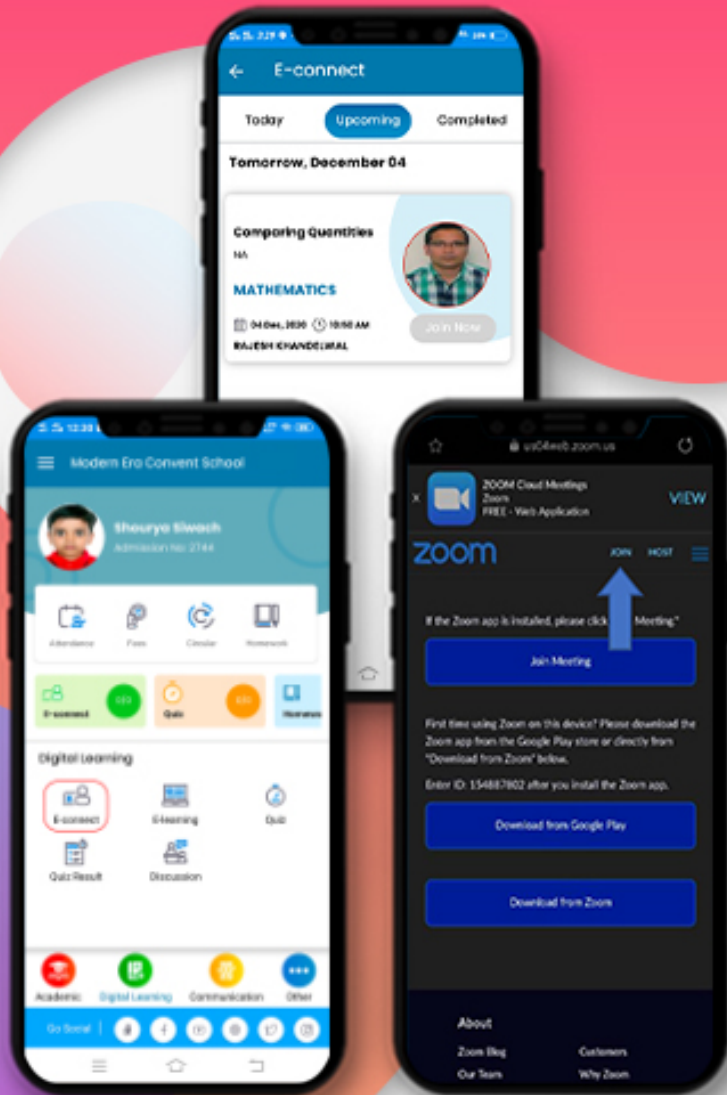 E-connect
Today Upcoming Completed
Tomorrow, December 04
Comparing Quantities
NA
MATHEMATICS
04 Dec, 2020 10:50 AM
Join Now
RAJESH KHANDELWAL
12:30
Modern Era Convent School
Shourya Siwach
Admission No: 2744
Attendance Fees Circular Homework
E-connect Quiz Homewo
Digital Learning
E-connect E-learning Quiz
Quiz Result Discussion
Academic Digital Learning Communication Other
Go Social
us04web.zoom.us
X
ZOOM Cloud Meetings
Zoom
FREE - Web Application
VIEW
zoom JOIN HOST
If the Zoom app is installed, please click Meeting."
Join Meeting
First time using Zoom on this device? Please download the
Zoom app from the Google Play store or directly from
"Download from Zoom" below.
Enter ID: 154887802 after you install the Zoom app.
Download from Google Play
Download from Zoom
About
Zoom Blog Customers
Our Team Why Zoom